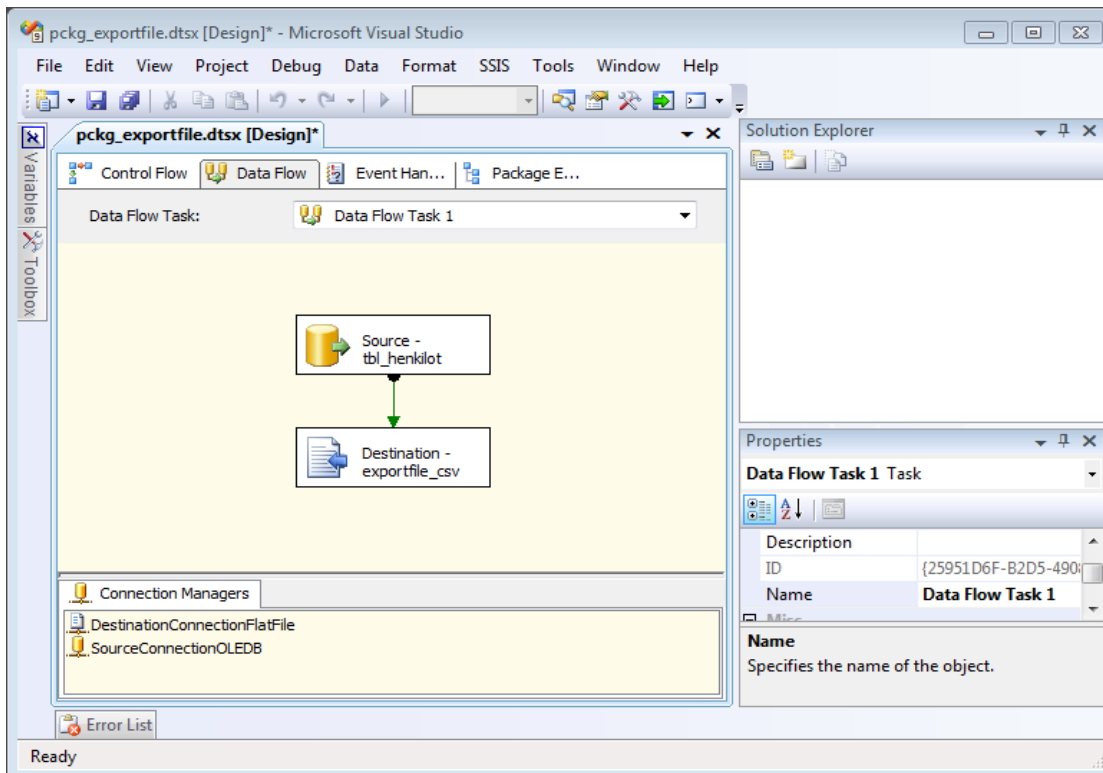 pckg_exportfile.dtsx [Design]* - Microsoft Visual Studio
File Edit View Project Debug Data Format SSIS Tools Window Help
Variables
Toolbox
pckg_exportfile.dtsx [Design]*
Control Flow Data Flow Event Han... Package E...
Data Flow Task: Data Flow Task 1
Source -
tbl_henkilot
Destination -
exportfile_csv
Connection Managers
DestinationConnectionFlatFile
SourceConnectionOLEDB
Solution Explorer
Properties
Data Flow Task 1 Task
Description
ID {25951D6F-B2D5-490
Name Data Flow Task 1
Misc
Name
Specifies the name of the object.
Error List
Ready